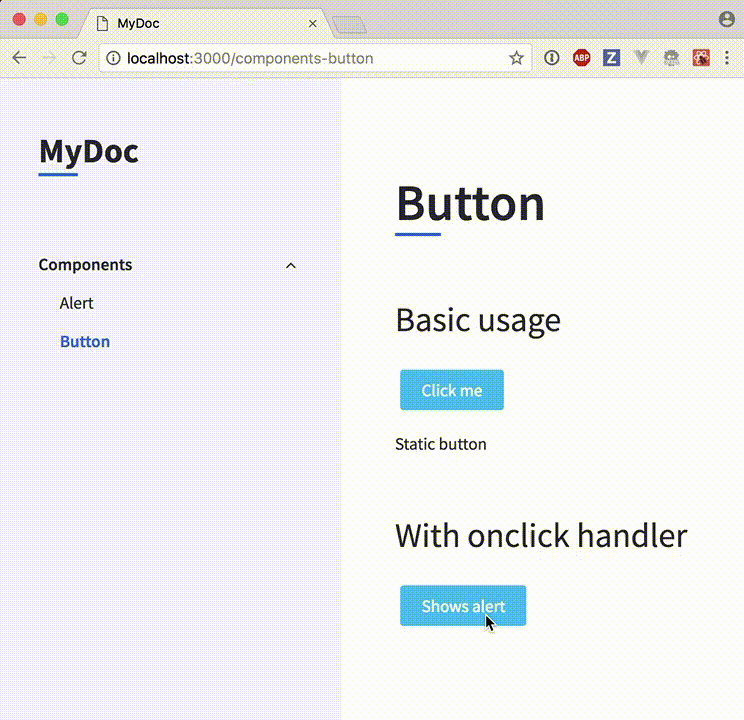 MyDoc
localhost:3000/components-button
ABP
Z
MyDoc
Components
Alert
Button
Button
Basic usage
Click me
Static button
With onclick handler
Shows alert